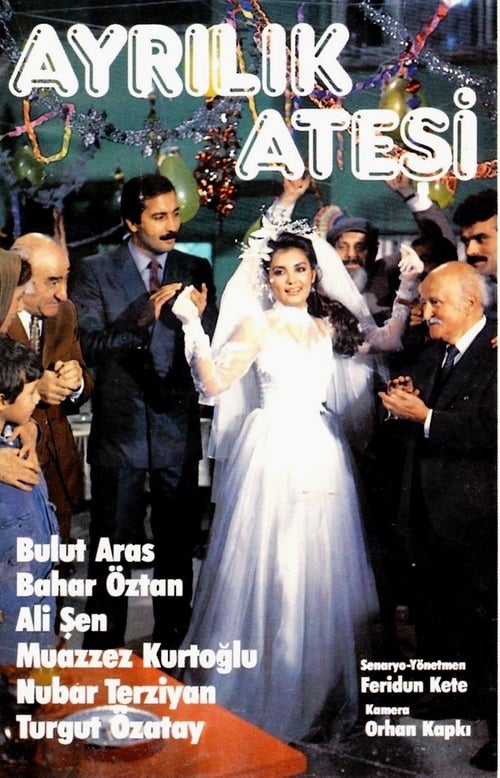 AYRILIK
ATEŞİ
Bulut Aras
Bahar Öztan
Ali Şen
Muazzez Kurtoğlu
Nubar Terziyan
Turgut Özatay
Senaryo-Yönetmen
Feridun Kete
Kamera
Orhan Kapkı